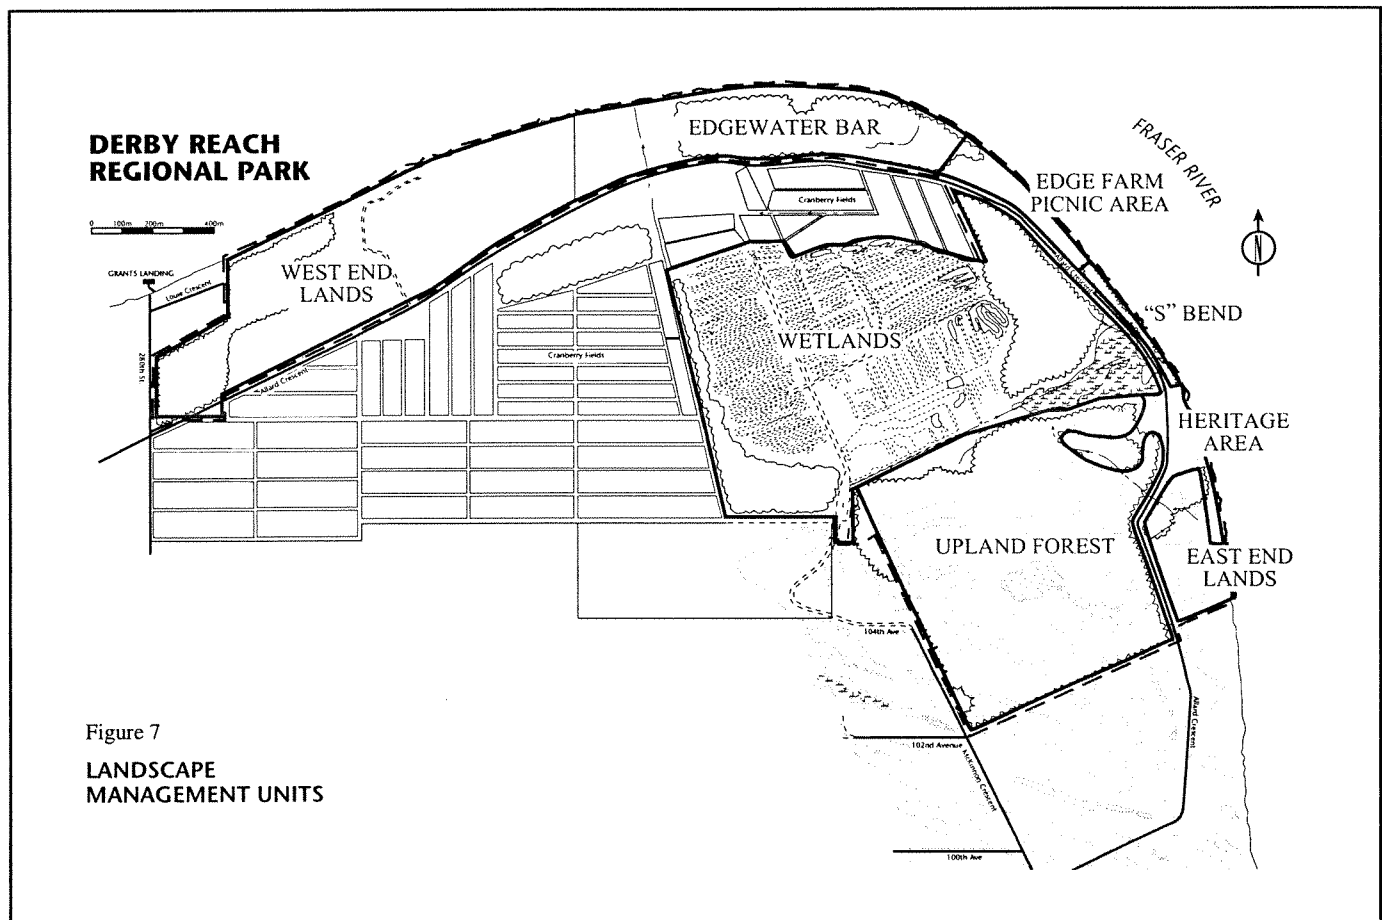 DERBY REACH
REGIONAL PARK
0 100m 200m 400m
GRANTS LANDING
Louie Crescent
WEST END
LANDS
Allard Crescent
Cranberry Fields
EDGEWATER BAR
Cranberry Fields
FRASER RIVER
EDGE FARM
PICNIC AREA
N
Allard Crescent
"S" BEND
WETLANDS
HERITAGE
AREA
UPLAND FOREST
EAST END
LANDS
104th Ave
102nd Avenue
McKinnon Crescent
Allard Crescent
100th Ave
Figure 7
LANDSCAPE
MANAGEMENT UNITS